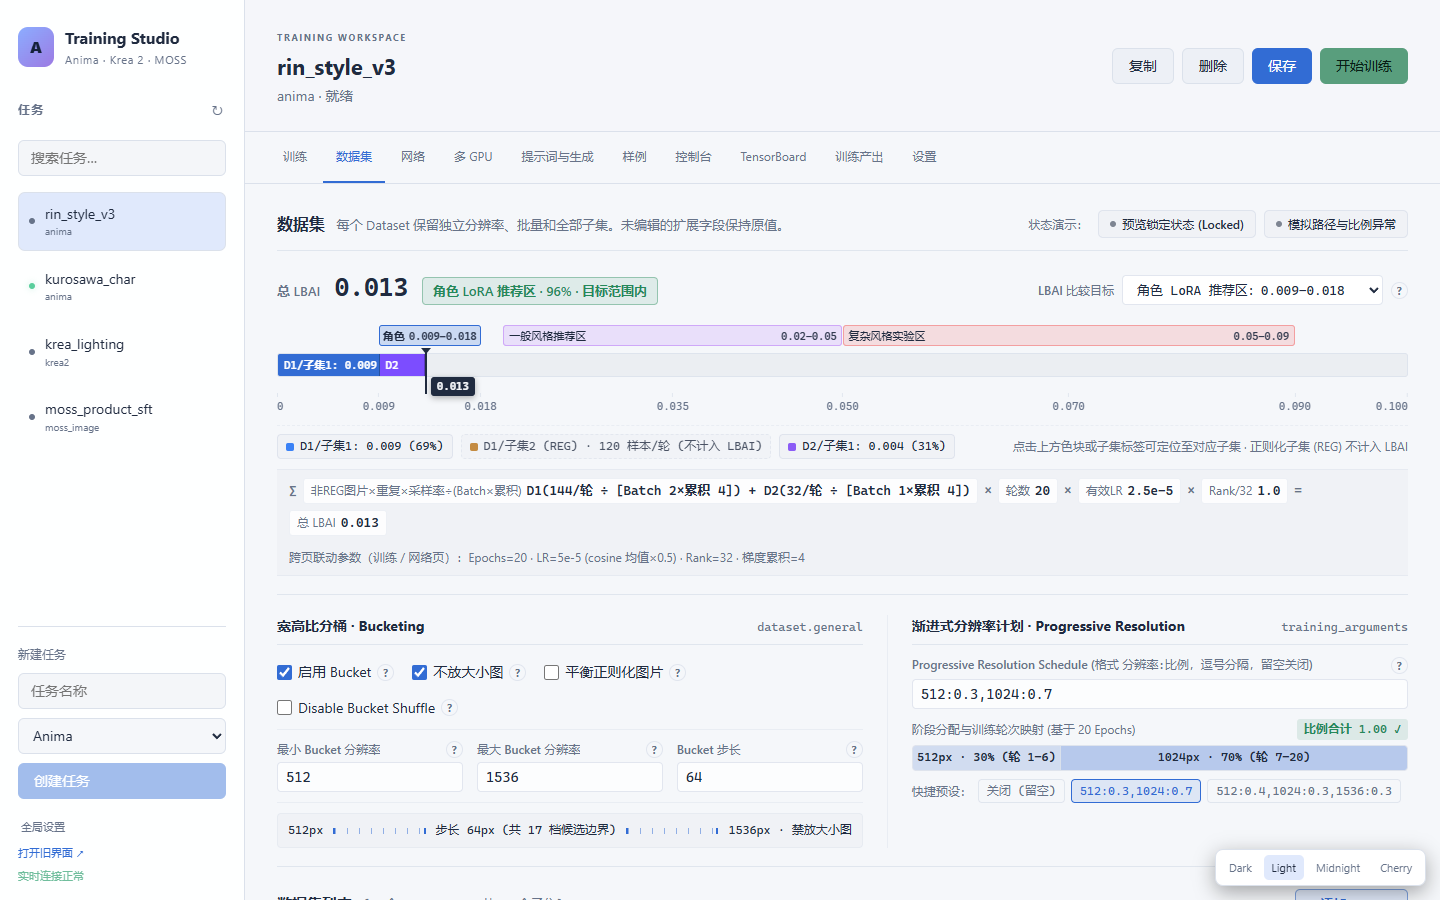 A
Training Studio
Anima · Krea 2 · MOSS
任务
↻
搜索任务...
rin_style_v3
anima
kurosawa_char
anima
krea_lighting
krea2
moss_product_sft
moss_image
新建任务
任务名称
Anima
创建任务
全局设置
打开旧界面 ↗
实时连接正常
TRAINING WORKSPACE
rin_style_v3
anima · 就绪
复制 删除 保存 开始训练
训练 数据集 网络 多 GPU 提示词与生成 样例 控制台 TensorBoard 训练产出 设置
数据集 每个 Dataset 保留独立分辨率、批量和全部子集。未编辑的扩展字段保持原值。
状态演示: 预览锁定状态 (Locked) 模拟路径与比例异常
总 LBAI 0.013 角色 LoRA 推荐区 · 96% · 目标范围内
LBAI 比较目标 角色 LoRA 推荐区: 0.009–0.018 ?
角色 0.009–0.018 一般风格推荐区 0.02–0.05 复杂风格实验区 0.05–0.09
D1/子集1: 0.009 D2
0.013
0 0.009 0.018 0.035 0.050 0.070 0.090 0.100
D1/子集1: 0.009 (69%) D1/子集2 (REG) · 120 样本/轮 (不计入 LBAI) D2/子集1: 0.004 (31%) 点击上方色块或子集标签可定位至对应子集 · 正则化子集 (REG) 不计入 LBAI
Σ 非REG图片×重复×采样率÷(Batch×累积) D1(144/轮 ÷ [Batch 2×累积 4]) + D2(32/轮 ÷ [Batch 1×累积 4]) × 轮数 20 × 有效LR 2.5e-5 × Rank/32 1.0 =
总 LBAI 0.013
跨页联动参数（训练 / 网络页）: Epochs=20 · LR=5e-5 (cosine 均值×0.5) · Rank=32 · 梯度累积=4
宽高比分桶 · Bucketing dataset.general
启用 Bucket ? 不放大小图 ? 平衡正则化图片 ?
Disable Bucket Shuffle ?
最小 Bucket 分辨率 ? 最大 Bucket 分辨率 ? Bucket 步长 ?
512 1536 64
512px 步长 64px (共 17 档候选边界) 1536px · 禁放大小图
渐进式分辨率计划 · Progressive Resolution training_arguments
Progressive Resolution Schedule (格式 分辨率:比例，逗号分隔，留空关闭) ?
512:0.3,1024:0.7
阶段分配与训练轮次映射 (基于 20 Epochs) 比例合计 1.00 ✓
512px · 30% (轮 1–6) 1024px · 70% (轮 7–20)
快捷预设: 关闭 (留空) 512:0.3,1024:0.7 512:0.4,1024:0.3,1536:0.3
Dark Light Midnight Cherry